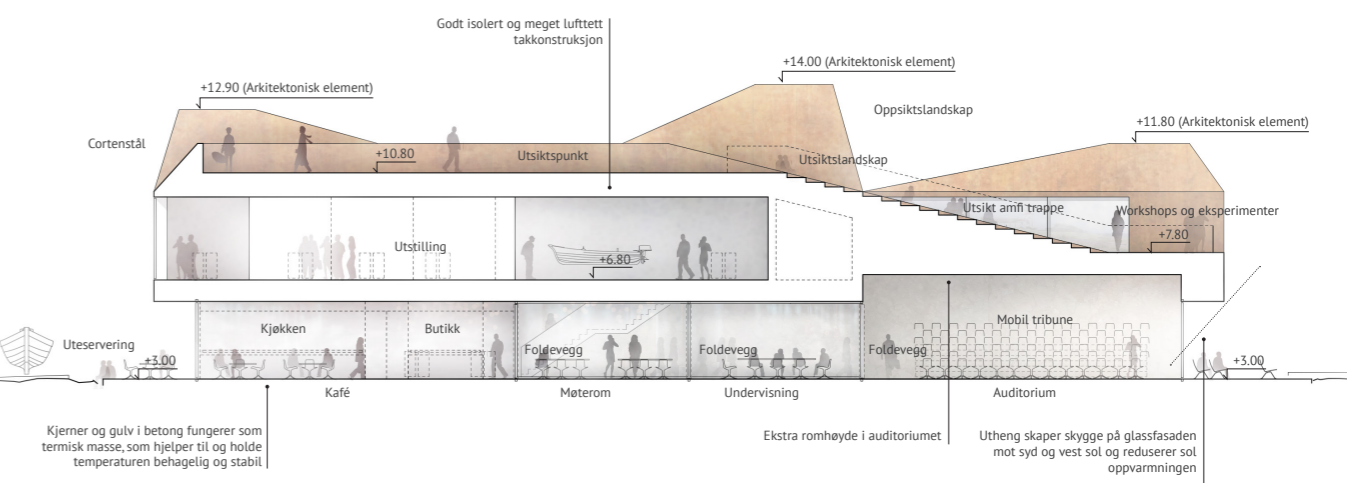 Godt isolert og meget lufttett
takkonstruksjon
+14.00 (Arkitektonisk element)
+12.90 (Arkitektonisk element)
Oppsiktslandskap
+11.80 (Arkitektonisk element)
Cortenstål
+10.80
Utsiktspunkt
Utsiktslandskap
Utsikt amfi trappe
Workshops og eksperimenter
+7.80
Utstilling
+6.80
Kjøkken
Butikk
Mobil tribune
Uteservering
Foldevegg
Foldevegg
Foldevegg
+3.00
+3.00
Kafé
Møterom
Undervisning
Auditorium
Kjerner og gulv i betong fungerer som
termisk masse, som hjelper til og holde
temperaturen behagelig og stabil
Ekstra romhøyde i auditoriumet
Utheng skaper skygge på glassfasaden
mot syd og vest sol og reduserer sol
oppvarmningen